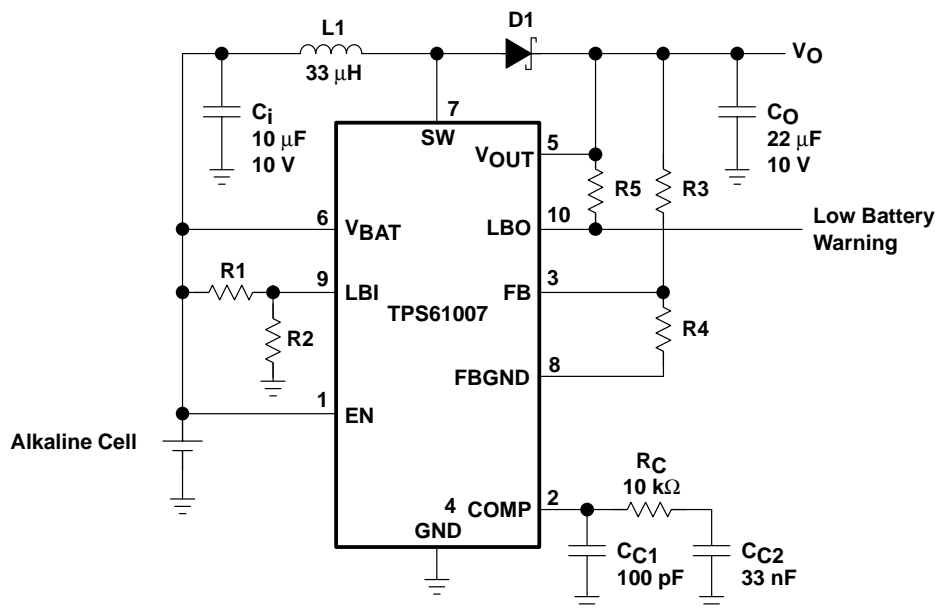 L1
33 μH
D1
VO
Ci
10 μF
10 V
7
SW
CO
22 μF
10 V
VOUT
5
R5
R3
6
VBAT
LBO
10
Low Battery
Warning
R1
9
LBI
TPS61007
FB
3
R2
R4
FBGND
8
1
EN
Alkaline Cell
RC
10 kΩ
4
GND
COMP
2
CC1
100 pF
CC2
33 nF